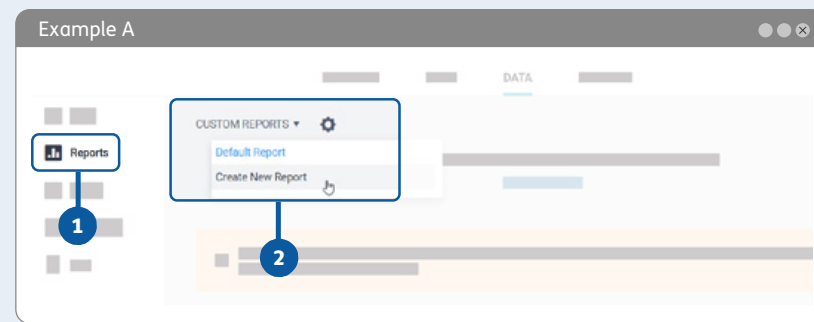 Example A
DATA
CUSTOM REPORTS
Reports
Default Report
Create New Report
1
2